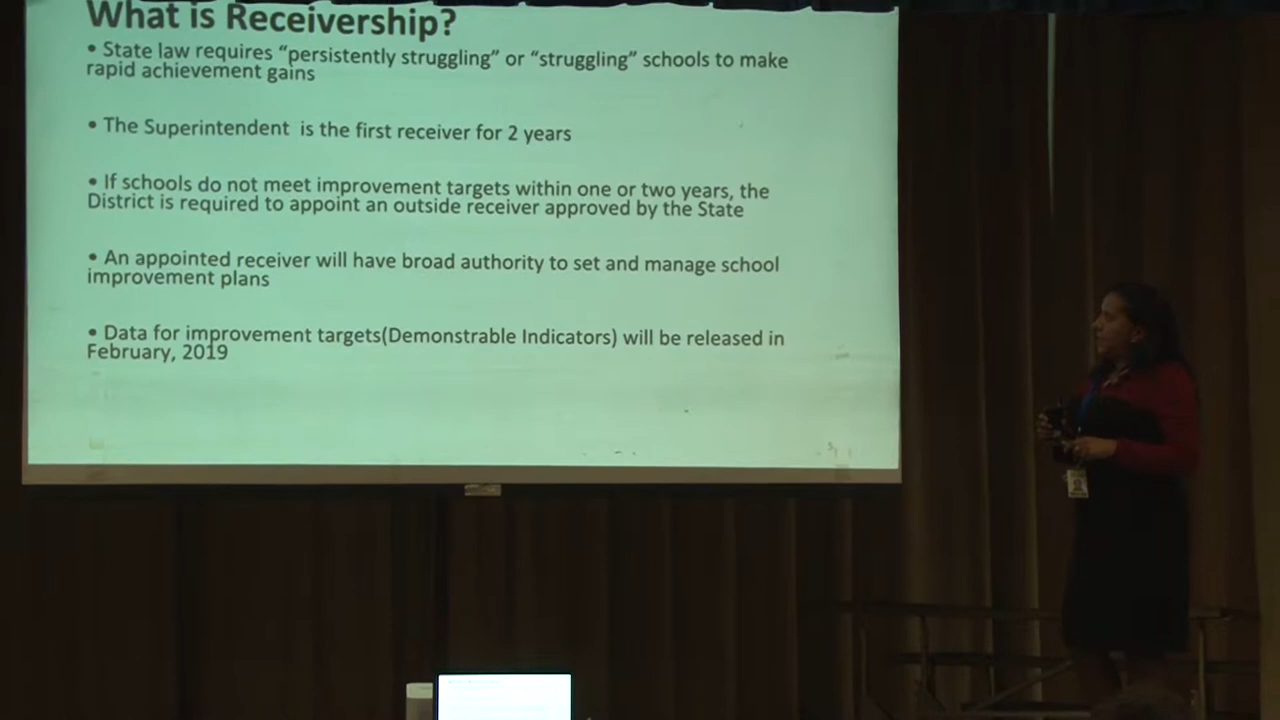 What is Receivership?
• State law requires “persistently struggling” or “struggling” schools to make
rapid achievement gains
• The Superintendent is the first receiver for 2 years
• If schools do not meet improvement targets within one or two years, the
District is required to appoint an outside receiver approved by the State
• An appointed receiver will have broad authority to set and manage school
improvement plans
• Data for improvement targets(Demonstrable Indicators) will be released in
February, 2019